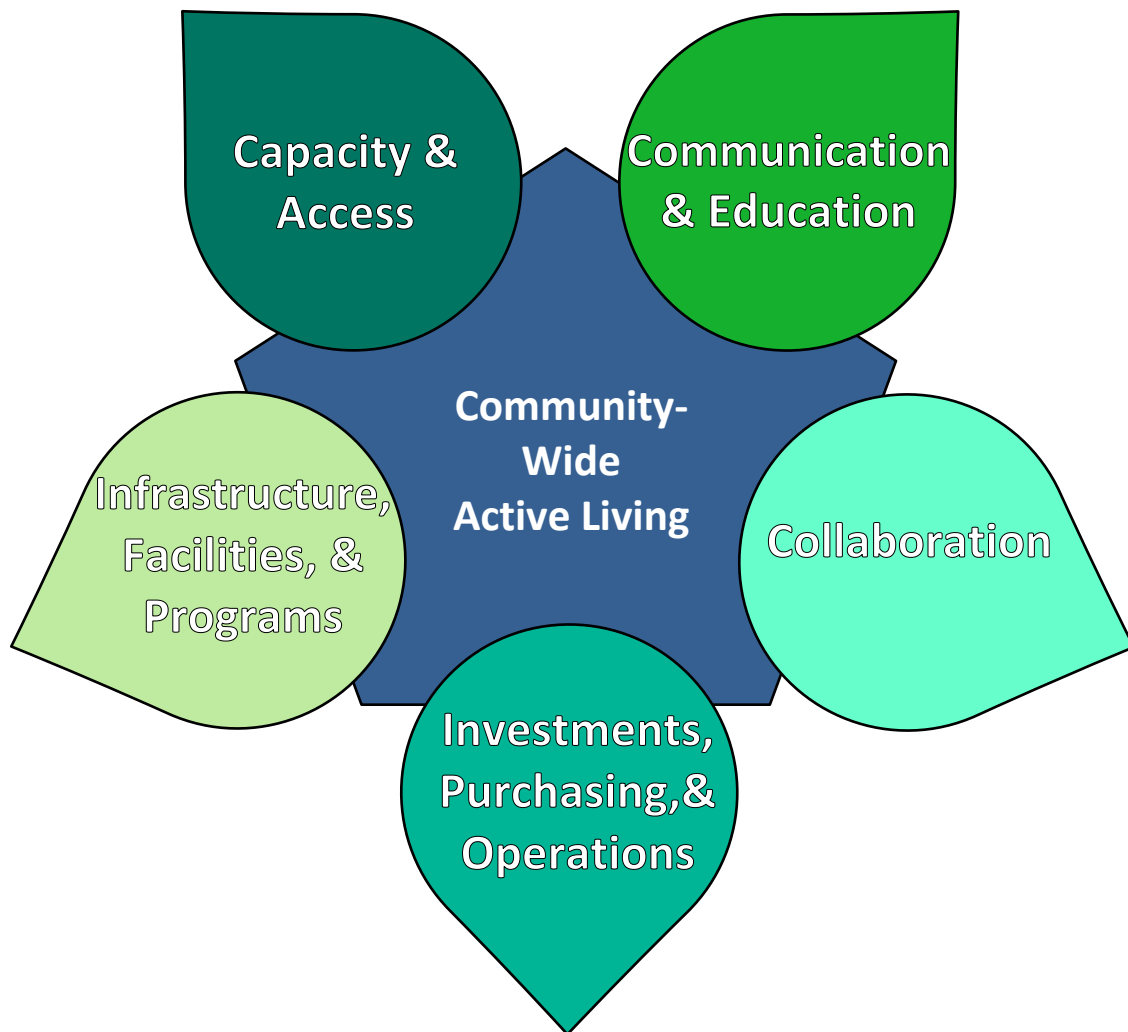 Capacity &
Access
Communication
& Education
Community-
Wide
Active Living
Infrastructure,
Facilities, &
Programs
Collaboration
Investments,
Purchasing,&
Operations